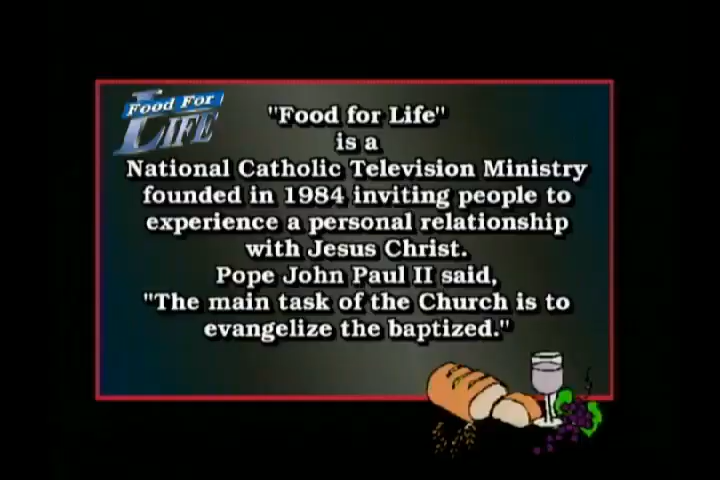 Food For
LIFE
"Food for Life"
is a
National Catholic Television Ministry
founded in 1984 inviting people to
experience a personal relationship
with Jesus Christ.
Pope John Paul II said,
"The main task of the Church is to
evangelize the baptized."